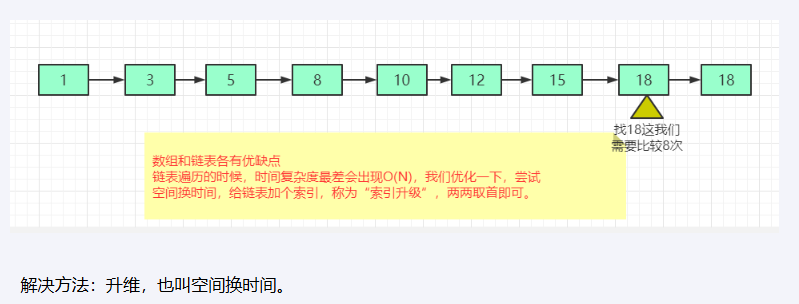 1 3 5 8 10 12 15 18 18
找18这我们
需要比较8次
数组和链表各有优缺点
链表遍历的时候，时间复杂度最差会出现O(N)，我们优化一下，尝试
空间换时间，给链表加个索引，称为“索引升级”，两两取首即可。
解决方法：升维，也叫空间换时间。